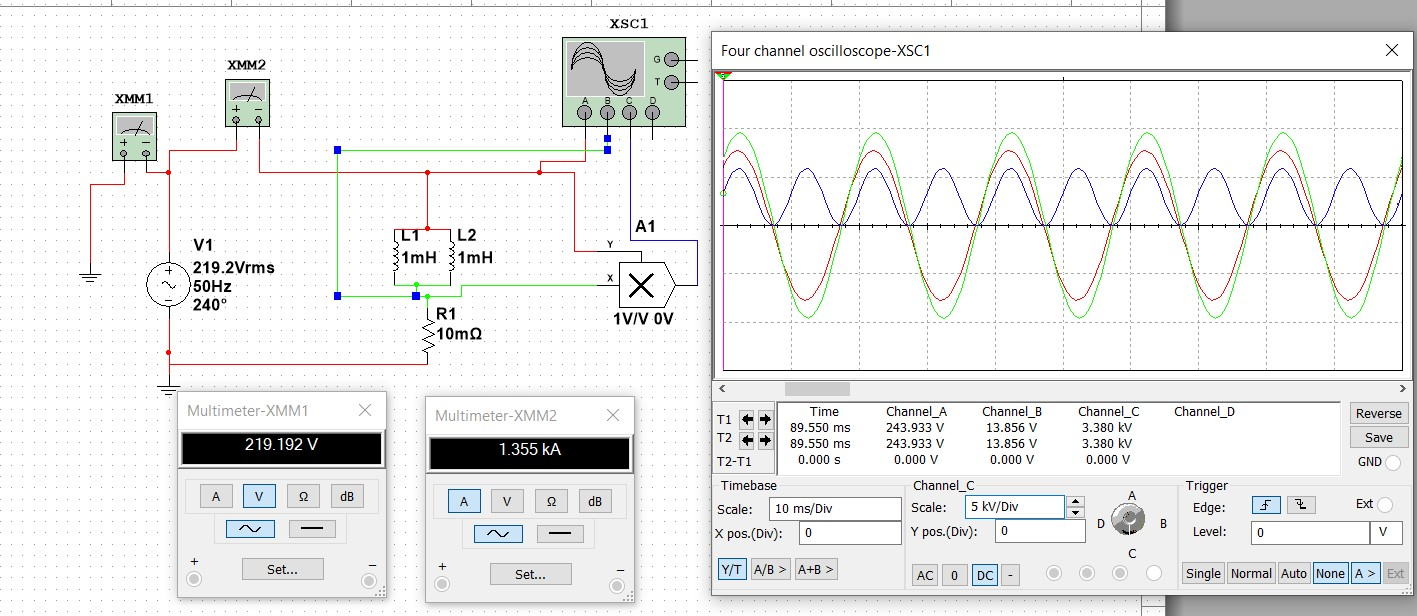 XSC1
XMM2
XMM1
G
T
A B C D
+ −
+ −
V1
219.2Vrms
50Hz
240°
+
−
L1
1mH
L2
1mH
R1
10mΩ
A1
Y
X
1V/V 0V
Multimeter-XMM1
219.192 V
A V Ω dB
+ −
Set...
Multimeter-XMM2
1.355 kA
A V Ω dB
+ −
Set...
Four channel oscilloscope-XSC1
Time Channel_A Channel_B Channel_C Channel_D
T1 89.550 ms 243.933 V 13.856 V 3.380 kV
T2 89.550 ms 243.933 V 13.856 V 3.380 kV
T2-T1 0.000 s 0.000 V 0.000 V 0.000 V
Reverse
Save
GND
Timebase
Scale: 10 ms/Div
X pos.(Div): 0
Y/T A/B > A+B >
Channel_C
Scale: 5 kV/Div
Y pos.(Div): 0
AC 0 DC -
A
D B
C
Trigger
Edge: Ext
Level: 0 V
Single Normal Auto None A > Ext